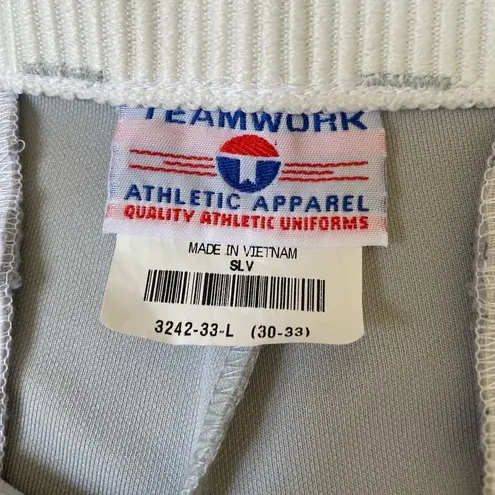 TEAMWORK
ATHLETIC APPAREL
QUALITY ATHLETIC UNIFORMS
MADE IN VIETNAM
SLV
3242-33-L (30-33)